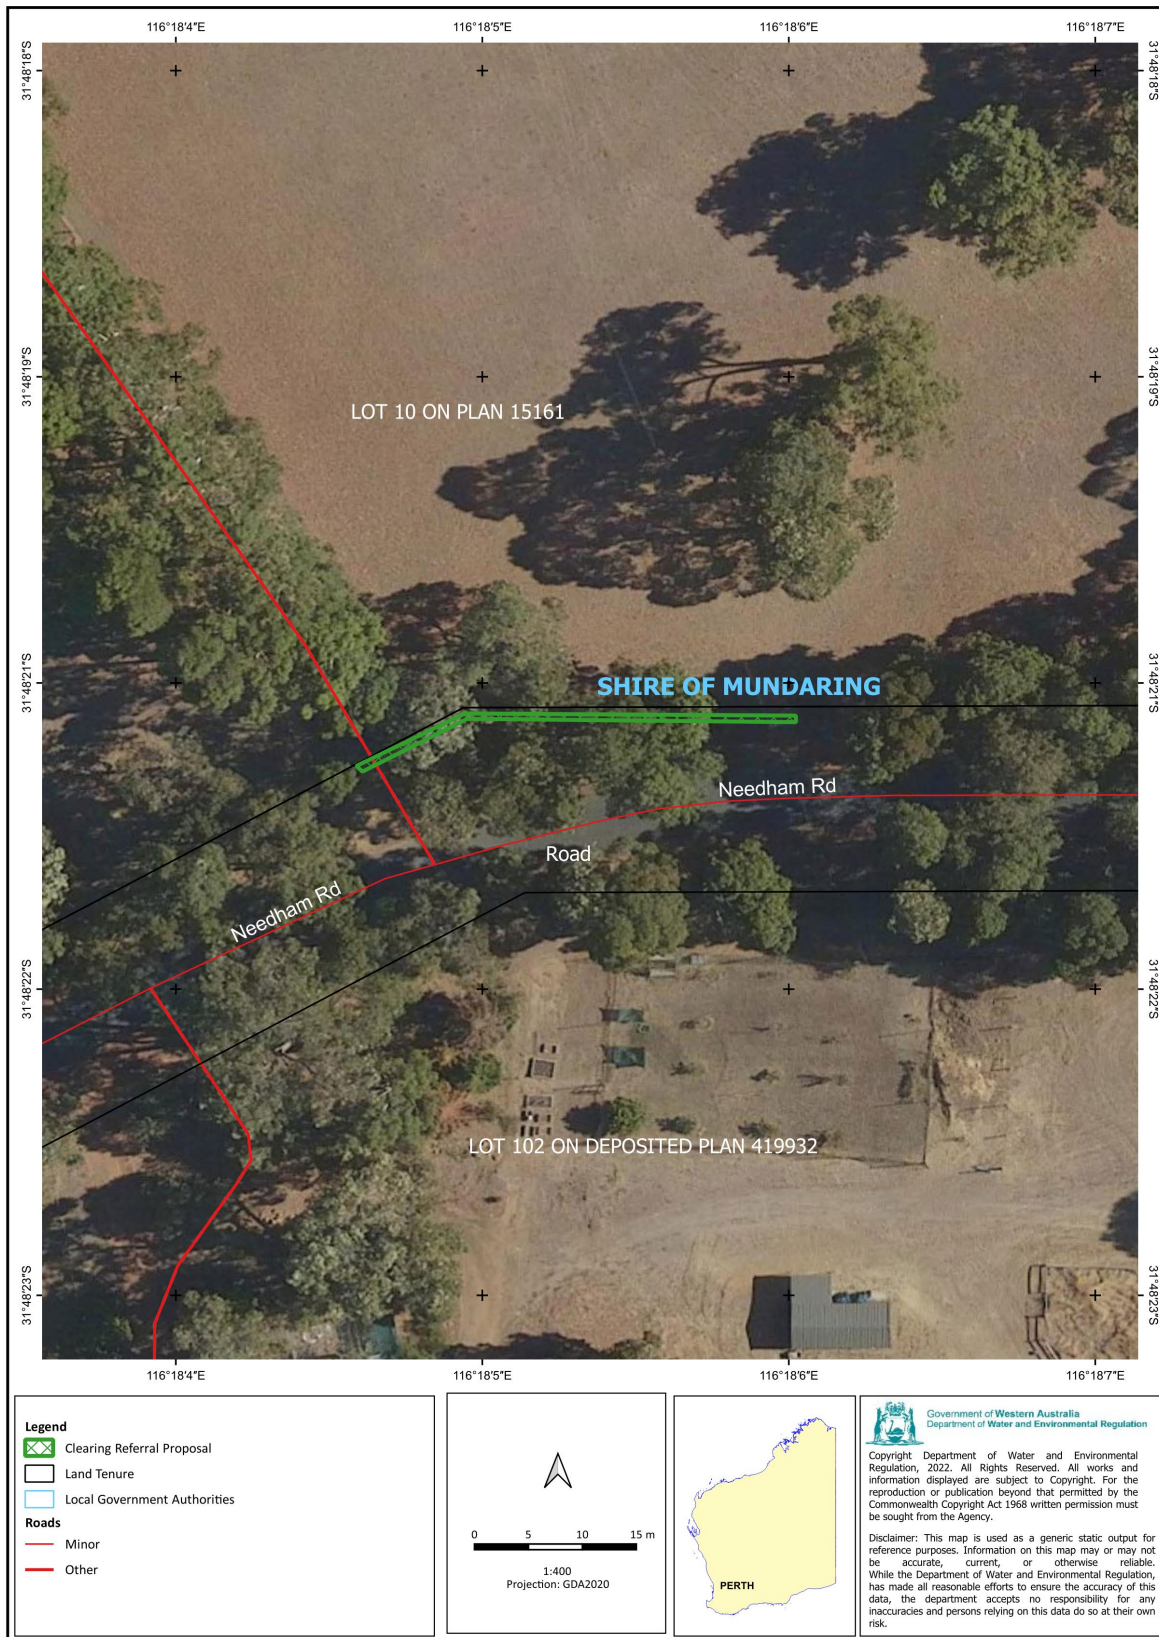 116°18'4"E
116°18'5"E
116°18'6"E
116°18'7"E
31°48'18"S
31°48'18"S
31°48'19"S
31°48'19"S
LOT 10 ON PLAN 15161
31°48'21"S
31°48'21"S
SHIRE OF MUNDARING
Needham Rd
Road
Needham Rd
31°48'22"S
31°48'22"S
LOT 102 ON DEPOSITED PLAN 419932
31°48'23"S
31°48'23"S
116°18'4"E
116°18'5"E
116°18'6"E
116°18'7"E
Legend
Clearing Referral Proposal
Land Tenure
Local Government Authorities
Roads
Minor
Other
0 5 10 15 m
1:400
Projection: GDA2020
PERTH
Government of Western Australia
Department of Water and Environmental Regulation
Copyright Department of Water and Environmental
Regulation, 2022. All Rights Reserved. All works and
information displayed are subject to Copyright. For the
reproduction or publication beyond that permitted by the
Commonwealth Copyright Act 1968 written permission must
be sought from the Agency.
Disclaimer: This map is used as a generic static output for
reference purposes. Information on this map may or may not
be accurate, current, or otherwise reliable.
While the Department of Water and Environmental Regulation,
has made all reasonable efforts to ensure the accuracy of this
data, the department accepts no responsibility for any
inaccuracies and persons relying on this data do so at their own
risk.